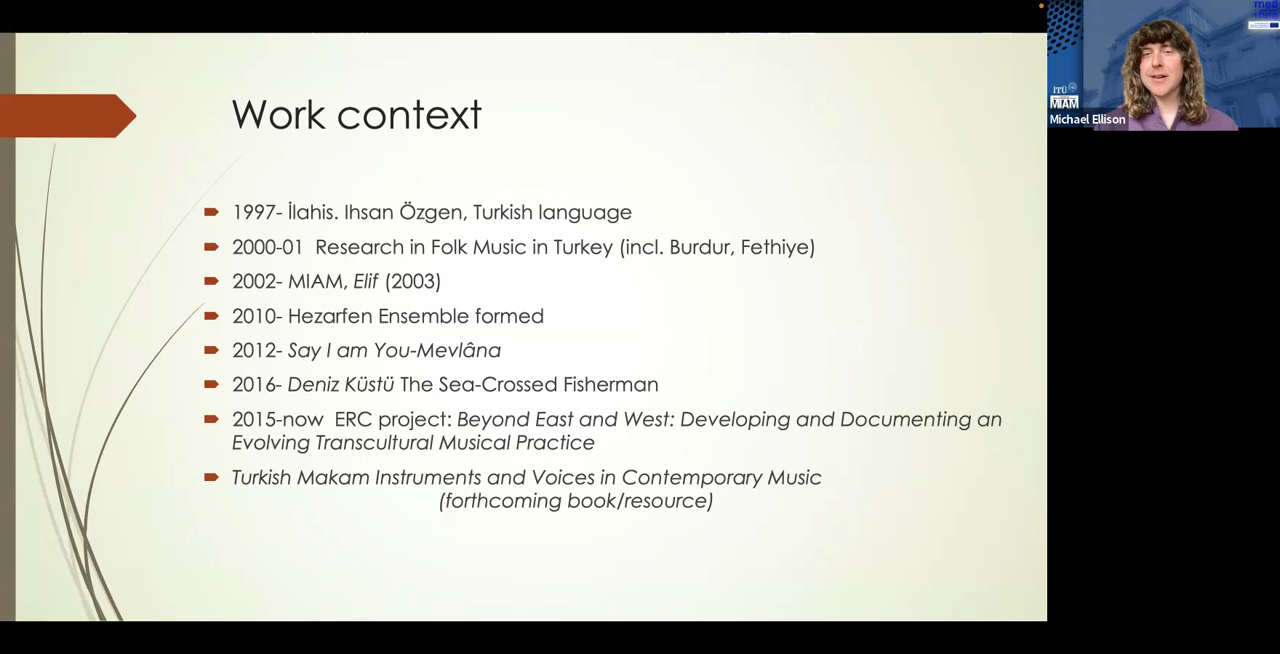 Work context
1997- İlahis. Ihsan Özgen, Turkish language
2000-01  Research in Folk Music in Turkey (incl. Burdur, Fethiye)
2002- MIAM, Elif (2003)
2010- Hezarfen Ensemble formed
2012- Say I am You-Mevlâna
2016- Deniz Küstü The Sea-Crossed Fisherman
2015-now  ERC project: Beyond East and West: Developing and Documenting an
Evolving Transcultural Musical Practice
Turkish Makam Instruments and Voices in Contemporary Music
(forthcoming book/resource)
med
İTÜ
MIAM
Michael Ellison